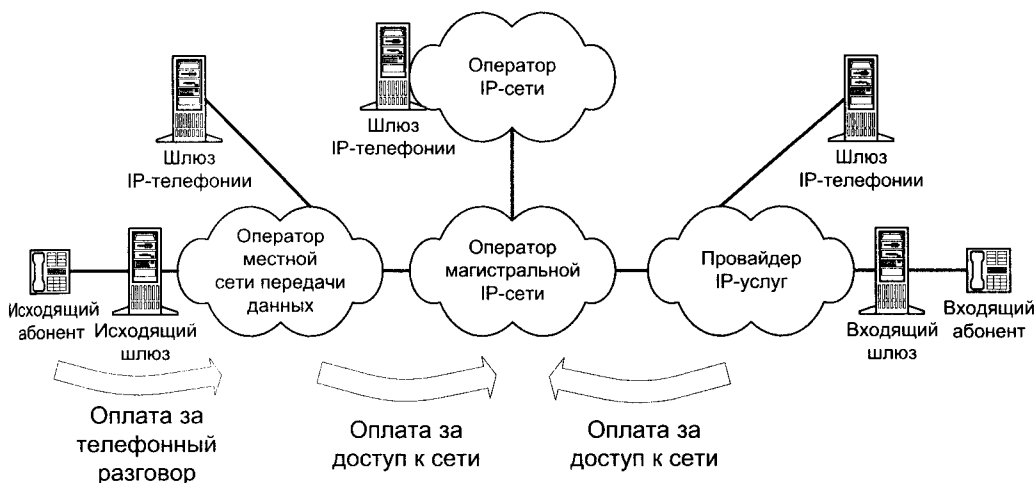 Оператор
IP-сети
Шлюз
IP-телефонии
Шлюз
IP-телефонии
Шлюз
IP-телефонии
Оператор
местной
сети передачи
данных
Оператор
магистральной
IP-сети
Провайдер
IP-услуг
Исходящий
абонент
Исходящий
шлюз
Входящий
шлюз
Входящий
абонент
Оплата за
телефонный
разговор
Оплата за
доступ к сети
Оплата за
доступ к сети